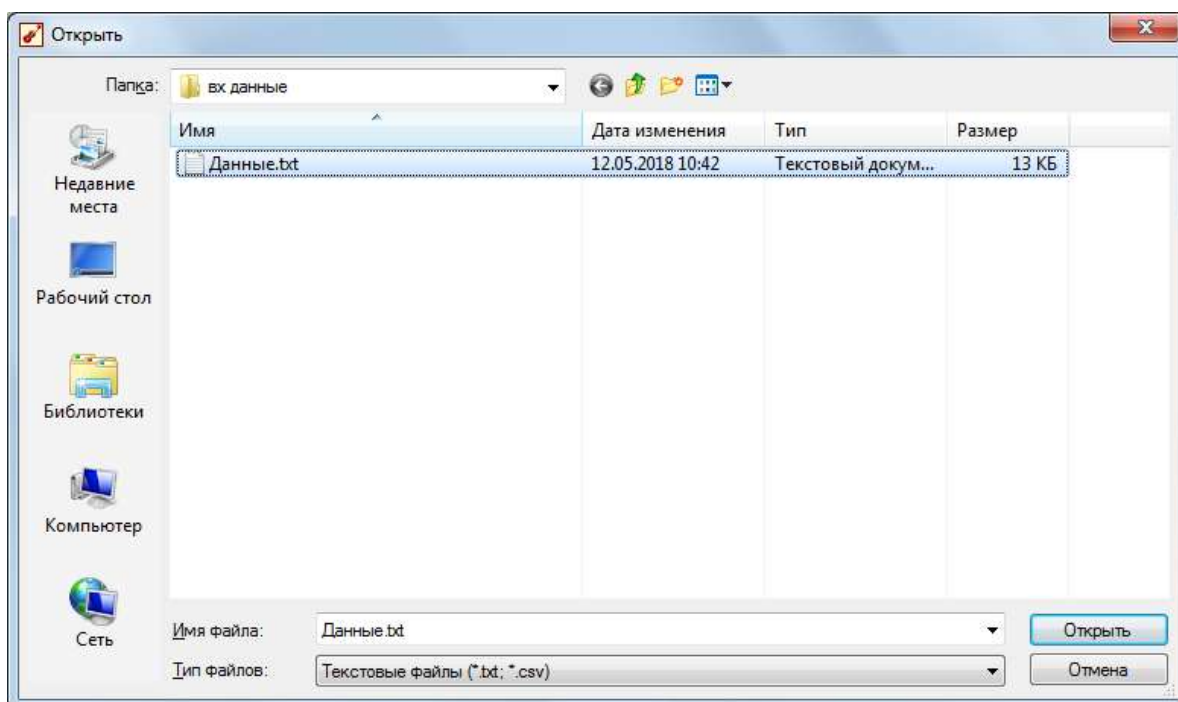 Открыть
Папка: вх данные
Имя Дата изменения Тип Размер
Данные.txt 12.05.2018 10:42 Текстовый докум... 13 КБ
Недавние
места
Рабочий стол
Библиотеки
Компьютер
Сеть
Имя файла: Данные.txt Открыть
Тип файлов: Текстовые файлы (*.txt; *.csv) Отмена